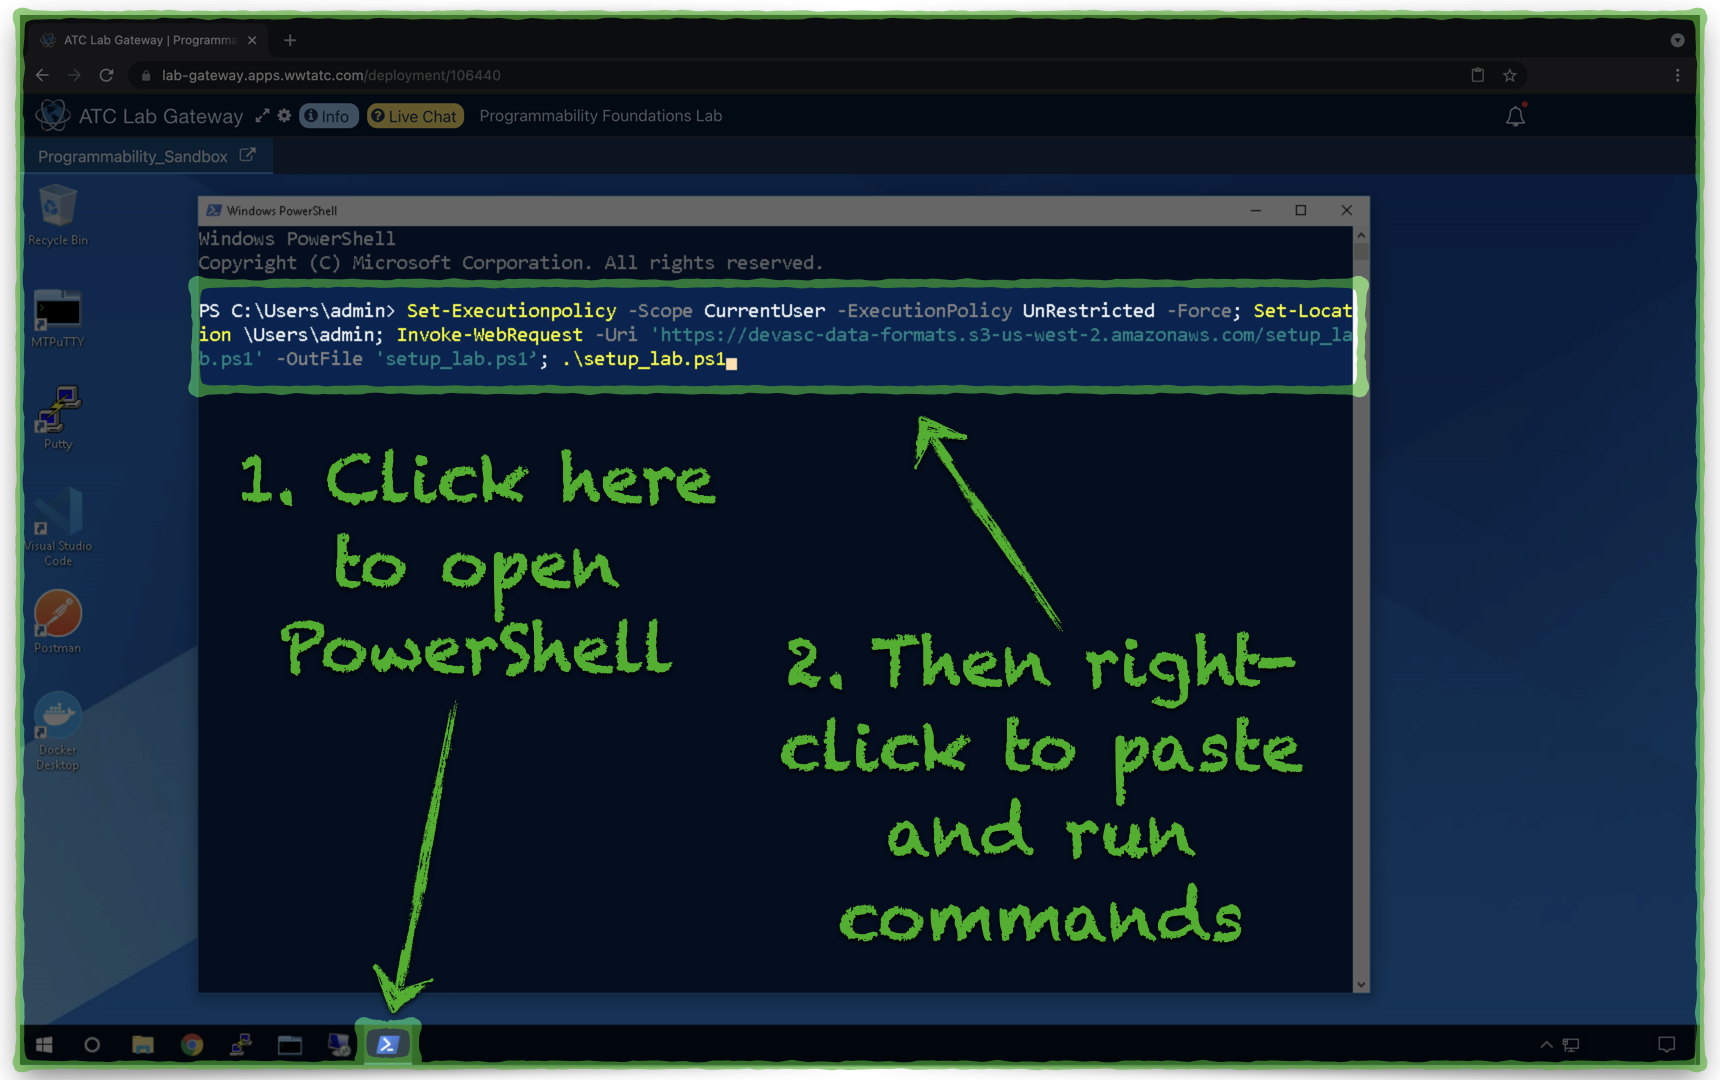 ATC Lab Gateway | Programma
lab-gateway.apps.wwtatc.com/deployment/106440
ATC Lab Gateway
Info
Live Chat
Programmability Foundations Lab
Programmability_Sandbox
Recycle Bin
MTPuTTY
Putty
Visual Studio
Code
Postman
Docker
Desktop
Windows PowerShell
Windows PowerShell
Copyright (C) Microsoft Corporation. All rights reserved.
PS C:\Users\admin> Set-Executionpolicy -Scope CurrentUser -ExecutionPolicy UnRestricted -Force; Set-Locat
ion \Users\admin; Invoke-WebRequest -Uri 'https://devasc-data-formats.s3-us-west-2.amazonaws.com/setup_la
b.ps1' -OutFile 'setup_lab.ps1’; .\setup_lab.ps1
1. Click here
to open
PowerShell
2. Then right-
click to paste
and run
commands